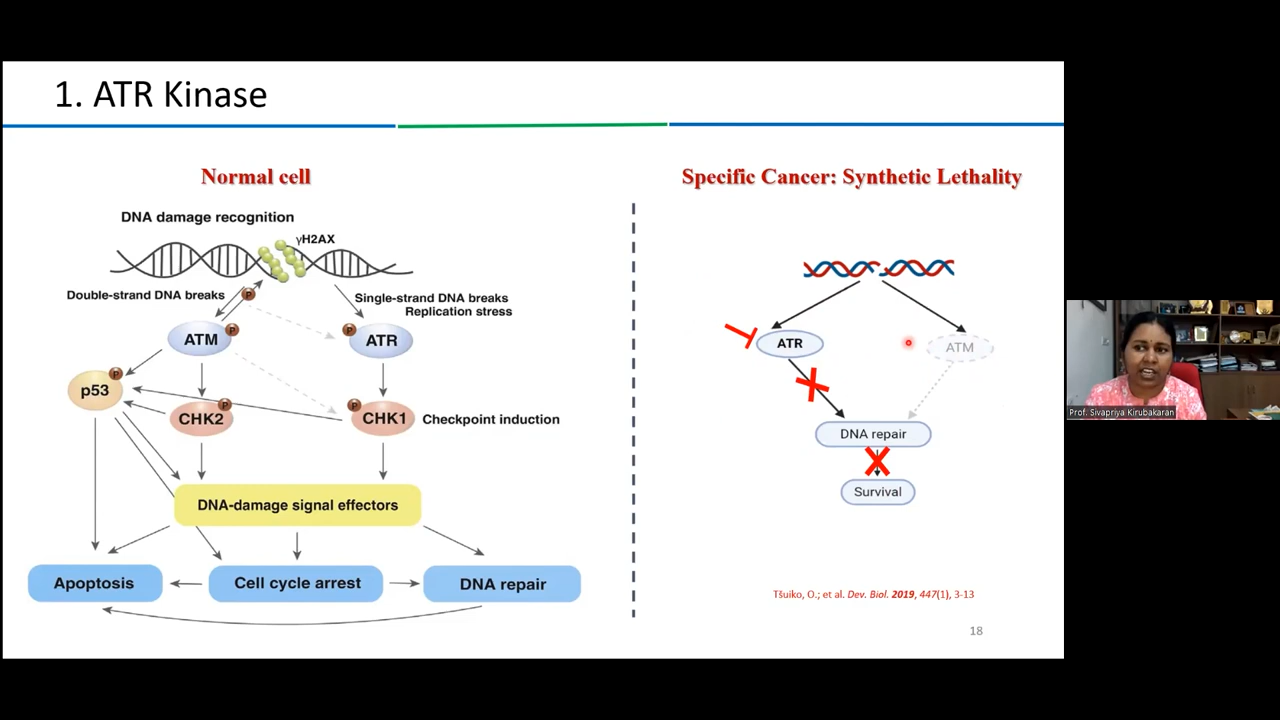 1. ATR Kinase
Normal cell
DNA damage recognition
γH2AX
Double-strand DNA breaks
P
Single-strand DNA breaks
Replication stress
ATM
P
P
ATR
P
p53
CHK2
P
P
CHK1
Checkpoint induction
DNA-damage signal effectors
Apoptosis
Cell cycle arrest
DNA repair
Specific Cancer: Synthetic Lethality
ATR
ATM
DNA repair
Survival
Tšuiko, O.; et al. Dev. Biol. 2019, 447(1), 3-13
18
Prof. Sivapriya Kirubakaran